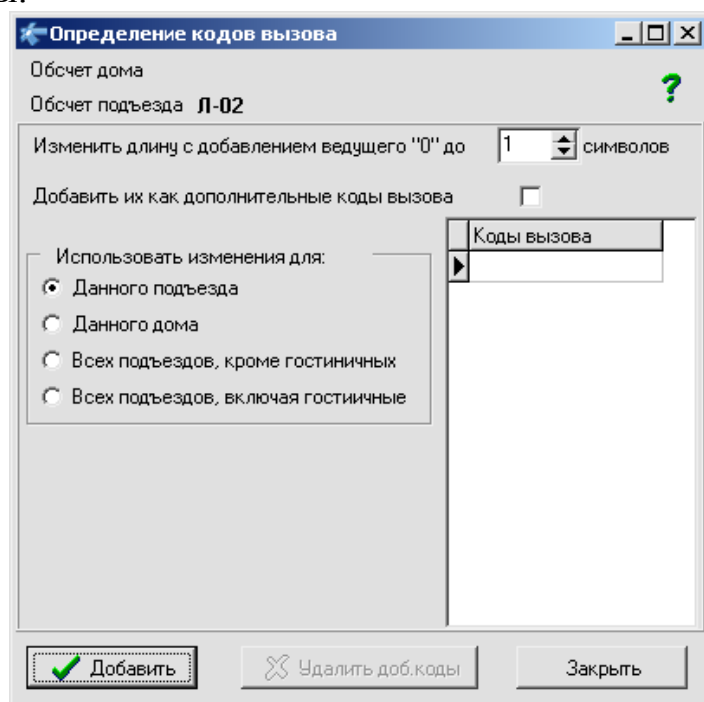 Определение кодов вызова
Обсчет дома
Обсчет подъезда Л-02
Изменить длину с добавлением ведущего "0" до 1 символов
Добавить их как дополнительные коды вызова
Коды вызова
Использовать изменения для:
Данного подъезда
Данного дома
Всех подъездов, кроме гостиничных
Всех подъездов, включая гостиичные
Добавить
Удалить доб.коды
Закрыть